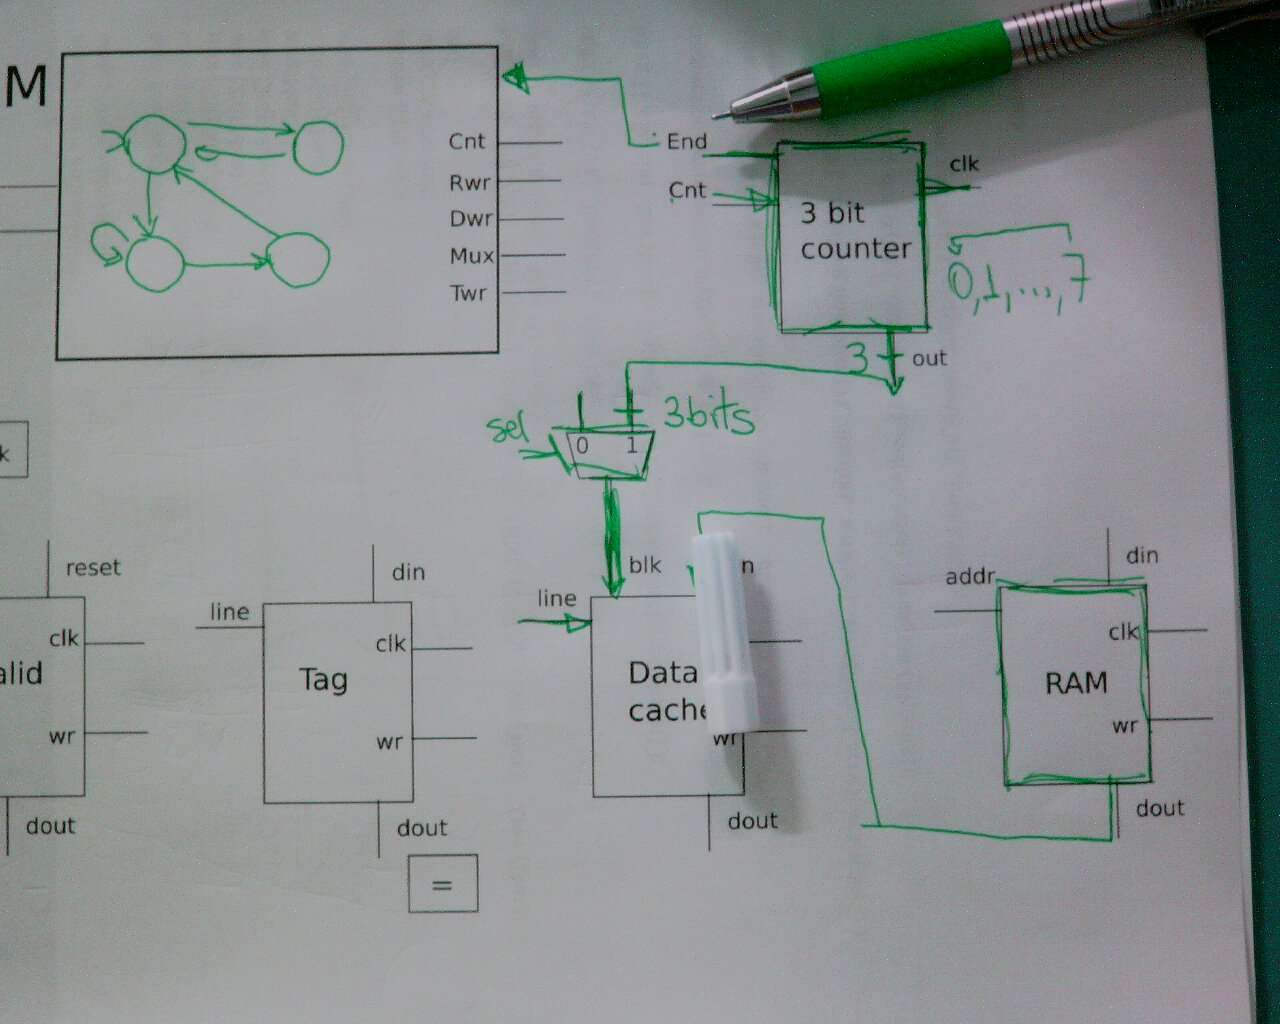 M
Cnt
Rwr
Dwr
Mux
Twr
End
Cnt
clk
3 bit
counter
0,1,...,7
3
out
sel
3bits
0 1
k
reset
clk
wr
dout
din
line
clk
Tag
wr
dout
=
blk
line
Data
wr
dout
addr
din
clk
RAM
wr
dout